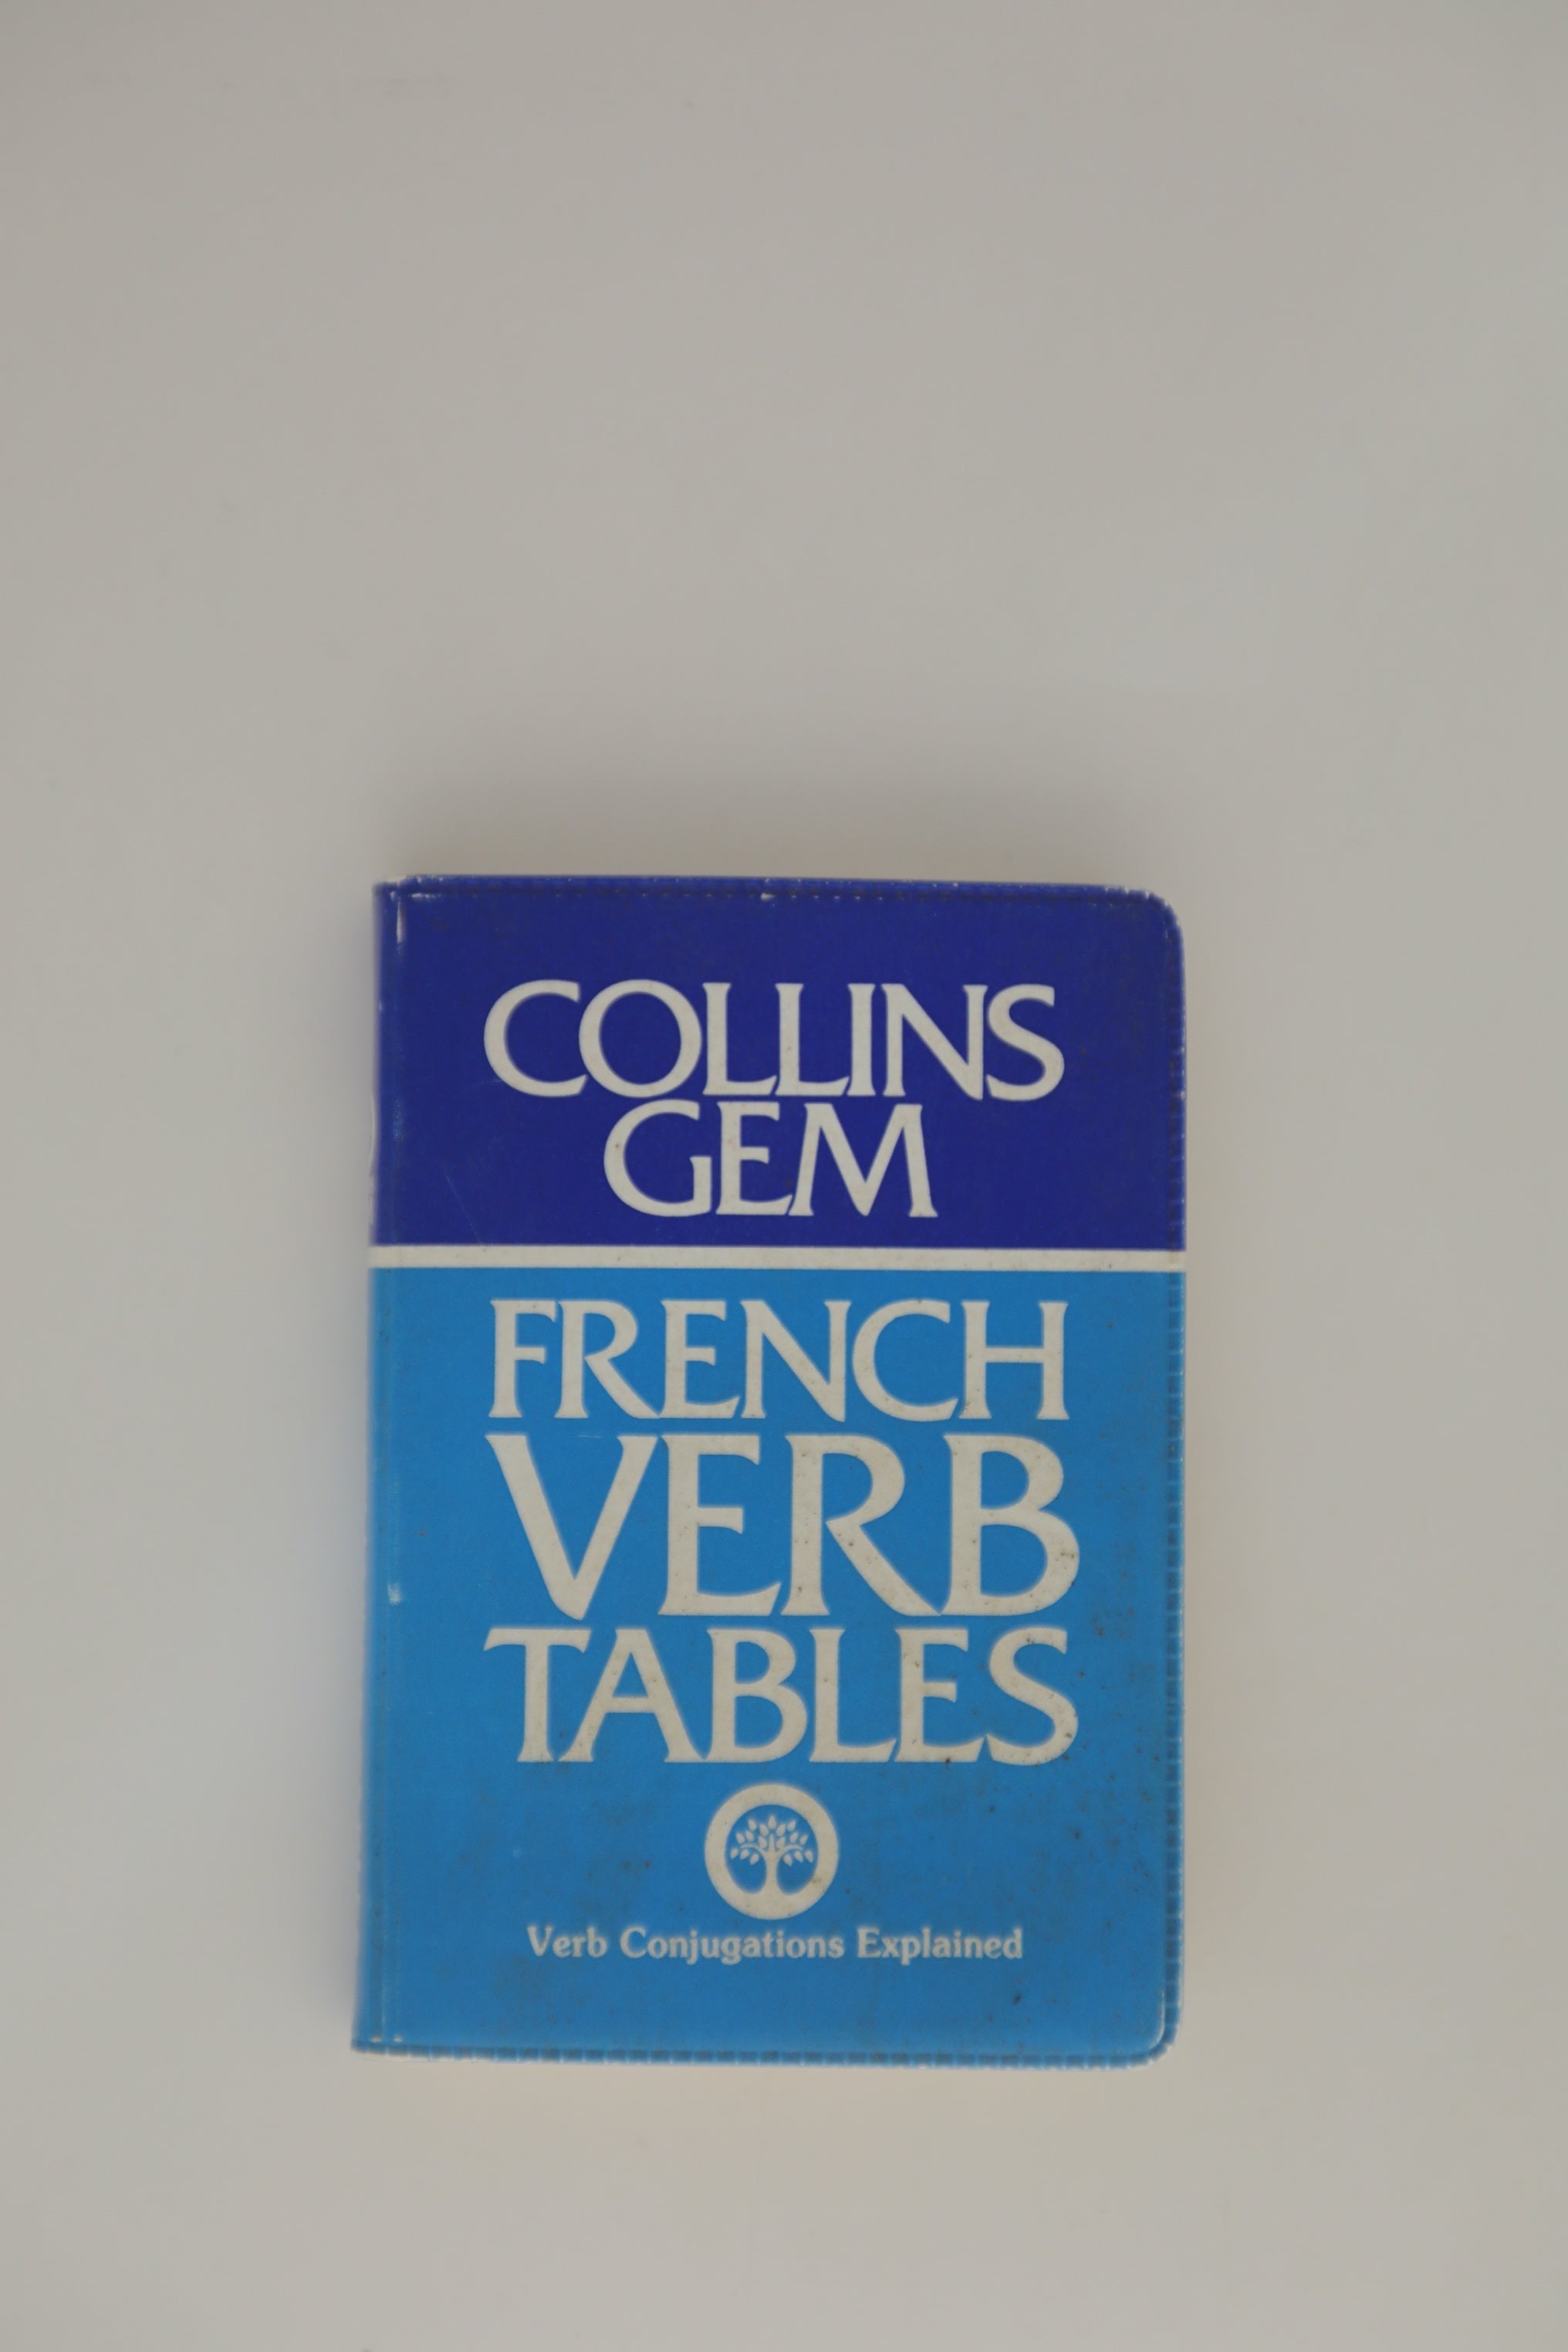 COLLINS
GEM
FRENCH
VERB
TABLES
Verb Conjugations Explained